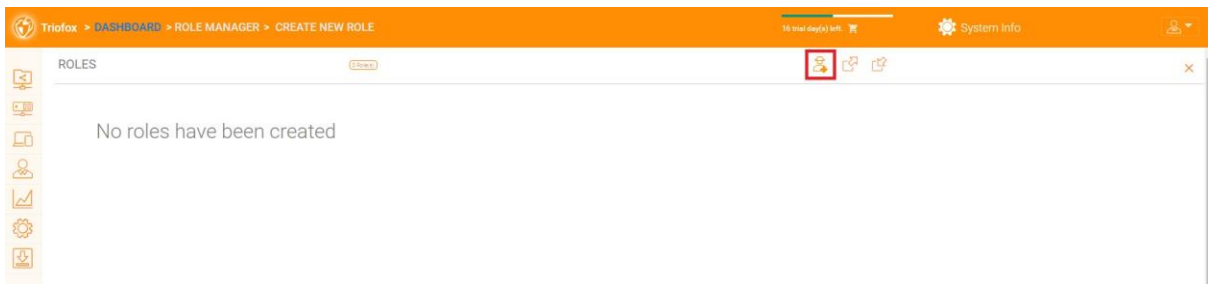 Triofox > DASHBOARD > ROLE MANAGER > CREATE NEW ROLE
16 trial day(s) left
System Info
ROLES
No roles have been created